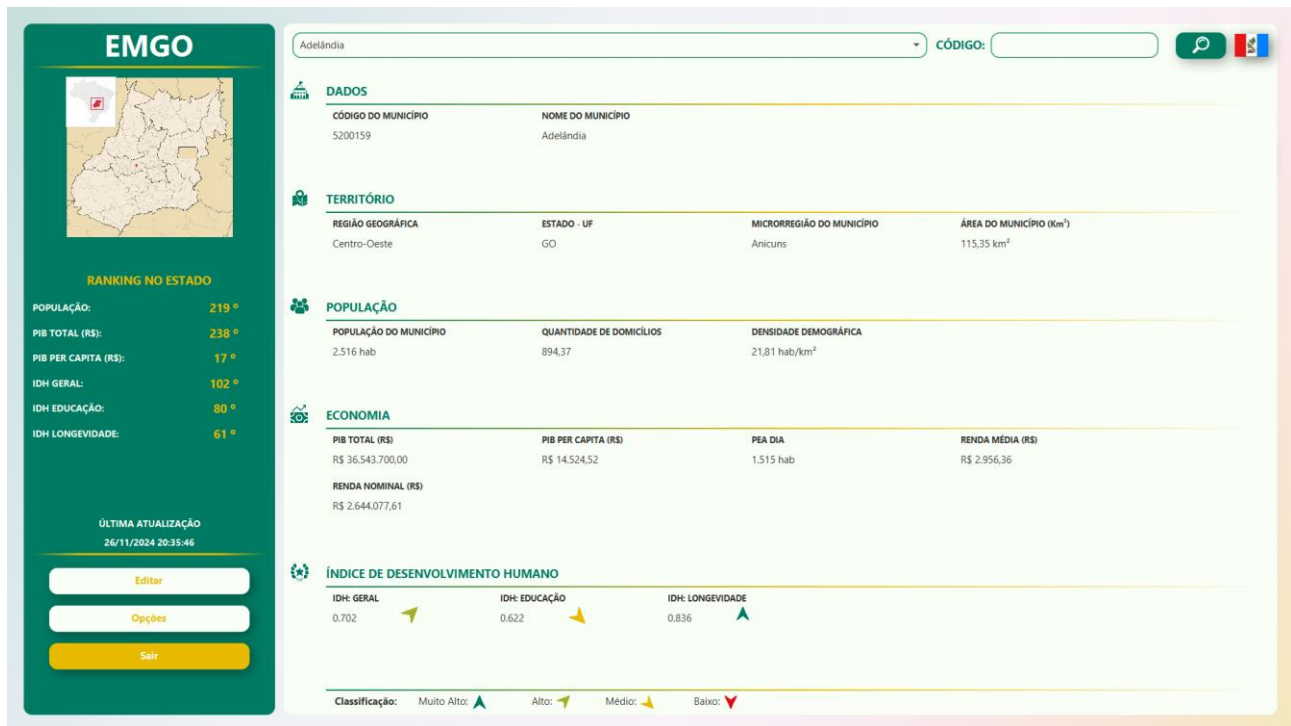 EMGO
RANKING NO ESTADO
POPULAÇÃO: 219 º
PIB TOTAL (R$): 238 º
PIB PER CAPITA (R$): 17 º
IDH GERAL: 102 º
IDH EDUCAÇÃO: 80 º
IDH LONGEVIDADE: 61 º
ÚLTIMA ATUALIZAÇÃO
26/11/2024 20:35:46
Editar
Opções
Sair
Adelândia CÓDIGO:
DADOS
CÓDIGO DO MUNICÍPIO NOME DO MUNICÍPIO
5200159 Adelândia
TERRITÓRIO
REGIÃO GEOGRÁFICA ESTADO - UF MICRORREGIÃO DO MUNICÍPIO ÁREA DO MUNICÍPIO (Km²)
Centro-Oeste GO Anicuns 115,35 km²
POPULAÇÃO
POPULAÇÃO DO MUNICÍPIO QUANTIDADE DE DOMICÍLIOS DENSIDADE DEMOGRÁFICA
2.516 hab 894,37 21,81 hab/km²
ECONOMIA
PIB TOTAL (R$) PIB PER CAPITA (R$) PEA DIA RENDA MÉDIA (R$)
R$ 36.543.700,00 R$ 14.524,52 1.515 hab R$ 2.956,36
RENDA NOMINAL (R$)
R$ 2.644.077,61
ÍNDICE DE DESENVOLVIMENTO HUMANO
IDH: GERAL IDH: EDUCAÇÃO IDH: LONGEVIDADE
0.702 0.622 0.836
Classificação: Muito Alto: Alto: Médio: Baixo: